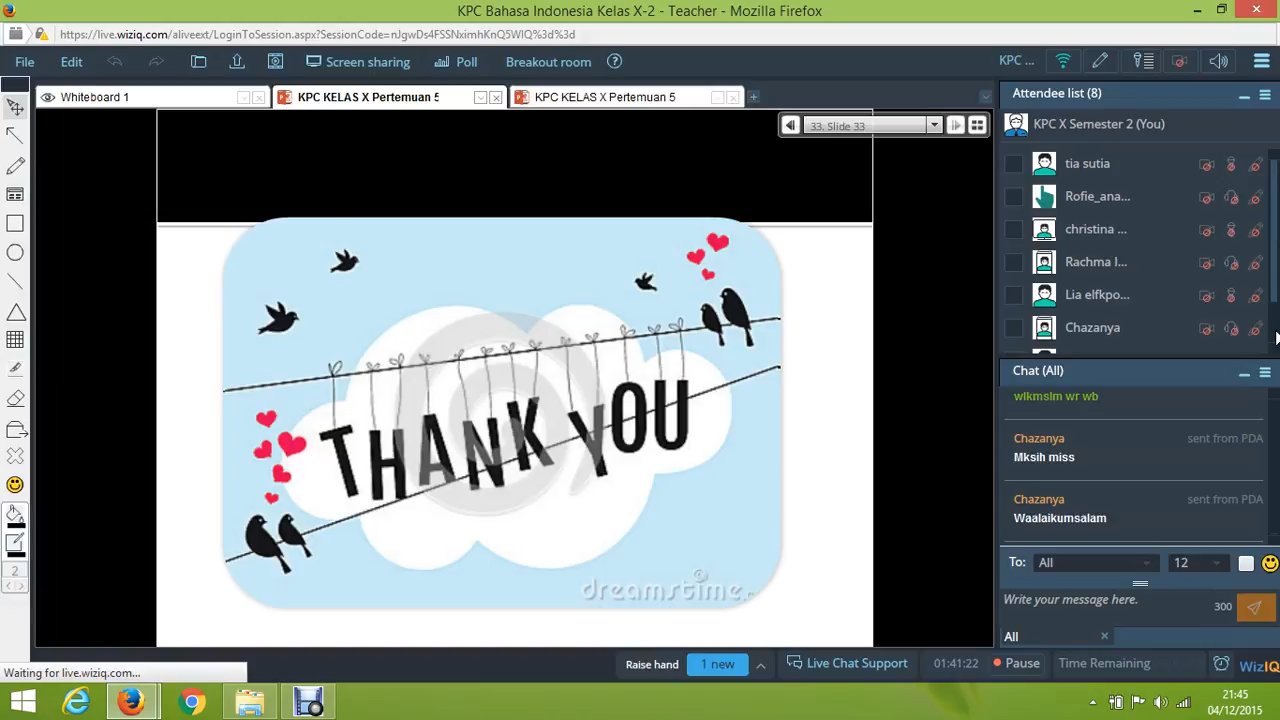 KPC Bahasa Indonesia Kelas X-2 - Teacher - Mozilla Firefox
https://live.wiziq.com/aliveext/LoginToSession.aspx?SessionCode=nJgwDs4FSSNximhKnQ5WIQ%3d%3d
File Edit Screen sharing Poll Breakout room ? KPC ...
Whiteboard 1 KPC KELAS X Pertemuan 5 KPC KELAS X Pertemuan 5
33. Slide 33
THANK YOU
dreamstime.
Attendee list (8)
KPC X Semester 2 (You)
tia sutia
Rofie_ana...
christina ...
Rachma l...
Lia elfkpo...
Chazanya
Chat (All)
wlkmslm wr wb
Chazanya sent from PDA
Mksih miss
Chazanya sent from PDA
Waalaikumsalam
To: All 12
Write your message here. 300
All
2
Waiting for live.wiziq.com...
Raise hand 1 new Live Chat Support 01:41:22 Pause Time Remaining WizIQ
21:45
04/12/2015